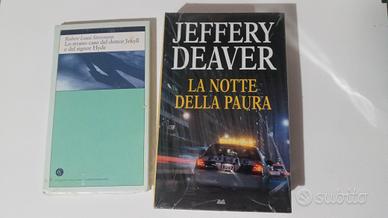 Robert Louis Stevenson
Lo strano caso del dottor Jekyll
e del signor Hyde
JEFFERY
DEAVER
LA NOTTE
DELLA PAURA
subito.it